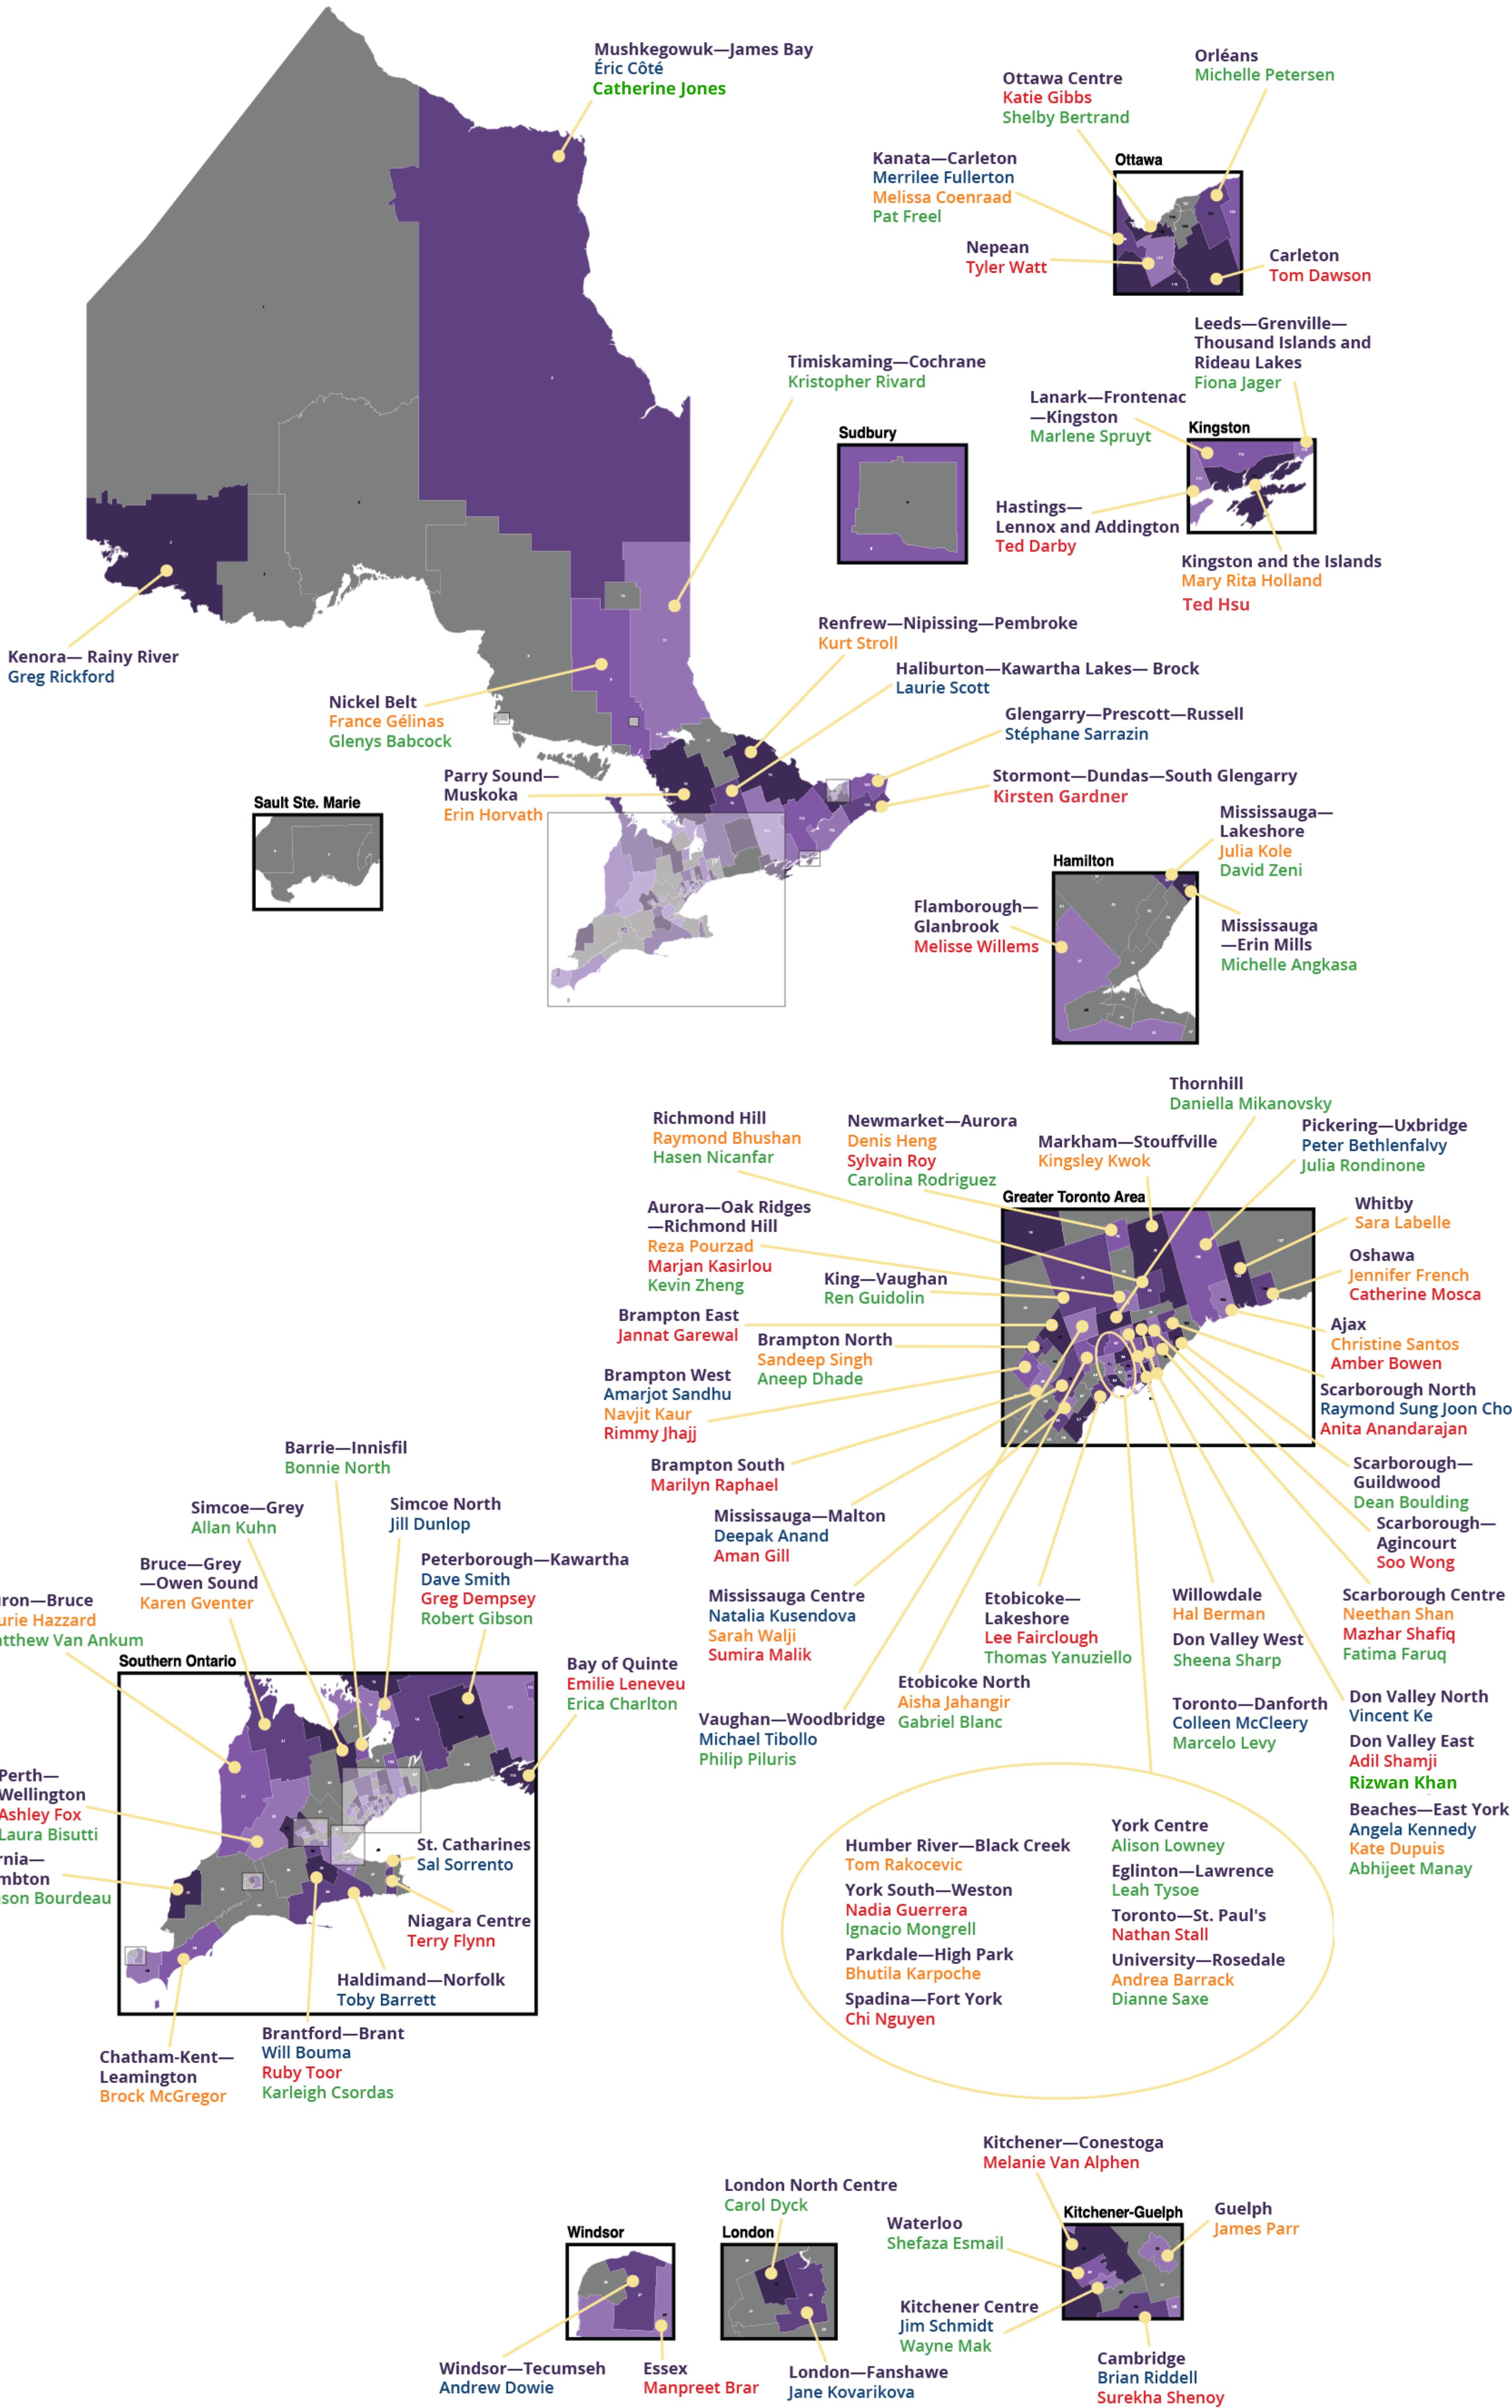 Mushkegowuk—James Bay
Éric Côté
Catherine Jones
Orléans
Michelle Petersen
Ottawa Centre
Katie Gibbs
Shelby Bertrand
Kanata—Carleton
Merrilee Fullerton
Melissa Coenraad
Pat Freel
Ottawa
Nepean
Tyler Watt
Carleton
Tom Dawson
Leeds—Grenville—
Thousand Islands and
Rideau Lakes
Fiona Jager
Timiskaming—Cochrane
Kristopher Rivard
Lanark—Frontenac
—Kingston
Marlene Spruyt
Kingston
Sudbury
Hastings—
Lennox and Addington
Ted Darby
Kingston and the Islands
Mary Rita Holland
Ted Hsu
Kenora— Rainy River
Greg Rickford
Renfrew—Nipissing—Pembroke
Kurt Stroll
Haliburton—Kawartha Lakes— Brock
Laurie Scott
Nickel Belt
France Gélinas
Glenys Babcock
Glengarry—Prescott—Russell
Stéphane Sarrazin
Parry Sound—
Muskoka
Erin Horvath
Stormont—Dundas—South Glengarry
Kirsten Gardner
Sault Ste. Marie
Mississauga—
Lakeshore
Julia Kole
David Zeni
Hamilton
Flamborough—
Glanbrook
Melisse Willems
Mississauga
—Erin Mills
Michelle Angkasa
Thornhill
Daniella Mikanovsky
Richmond Hill
Raymond Bhushan
Hasen Nicanfar
Newmarket—Aurora
Denis Heng
Sylvain Roy
Carolina Rodriguez
Markham—Stouffville
Kingsley Kwok
Pickering—Uxbridge
Peter Bethlenfalvy
Julia Rondinone
Greater Toronto Area
Aurora—Oak Ridges
—Richmond Hill
Reza Pourzad
Marjan Kasirlou
Kevin Zheng
Whitby
Sara Labelle
King—Vaughan
Ren Guidolin
Oshawa
Jennifer French
Catherine Mosca
Brampton East
Jannat Garewal
Brampton North
Sandeep Singh
Aneep Dhade
Ajax
Christine Santos
Amber Bowen
Brampton West
Amarjot Sandhu
Navjit Kaur
Rimmy Jhajj
Scarborough North
Raymond Sung Joon Cho
Anita Anandarajan
Brampton South
Marilyn Raphael
Scarborough—
Guildwood
Dean Boulding
Barrie—Innisfil
Bonnie North
Simcoe—Grey
Allan Kuhn
Simcoe North
Jill Dunlop
Mississauga—Malton
Deepak Anand
Aman Gill
Scarborough—
Agincourt
Soo Wong
Bruce—Grey
—Owen Sound
Karen Gventer
Peterborough—Kawartha
Dave Smith
Greg Dempsey
Robert Gibson
ron—Bruce
urie Hazzard
tthew Van Ankum
Mississauga Centre
Natalia Kusendova
Sarah Walji
Sumira Malik
Etobicoke—
Lakeshore
Lee Fairclough
Thomas Yanuziello
Willowdale
Hal Berman
Don Valley West
Sheena Sharp
Scarborough Centre
Neethan Shan
Mazhar Shafiq
Fatima Faruq
Southern Ontario
Bay of Quinte
Emilie Leneveu
Erica Charlton
Etobicoke North
Aisha Jahangir
Gabriel Blanc
Vaughan—Woodbridge
Michael Tibollo
Philip Piluris
Toronto—Danforth
Colleen McCleery
Marcelo Levy
Don Valley North
Vincent Ke
Don Valley East
Adil Shamji
Rizwan Khan
Perth—
Wellington
Ashley Fox
Laura Bisutti
Beaches—East York
Angela Kennedy
Kate Dupuis
Abhijeet Manay
rnia—
mbton
son Bourdeau
St. Catharines
Sal Sorrento
Niagara Centre
Terry Flynn
Haldimand—Norfolk
Toby Barrett
Humber River—Black Creek
Tom Rakocevic
York South—Weston
Nadia Guerrera
Ignacio Mongrell
Parkdale—High Park
Bhutila Karpoche
Spadina—Fort York
Chi Nguyen
York Centre
Alison Lowney
Eglinton—Lawrence
Leah Tysoe
Toronto—St. Paul's
Nathan Stall
University—Rosedale
Andrea Barrack
Dianne Saxe
Chatham-Kent—
Leamington
Brock McGregor
Brantford—Brant
Will Bouma
Ruby Toor
Karleigh Csordas
Kitchener—Conestoga
Melanie Van Alphen
London North Centre
Carol Dyck
Kitchener-Guelph
Guelph
James Parr
Waterloo
Shefaza Esmail
Windsor
London
Kitchener Centre
Jim Schmidt
Wayne Mak
Windsor—Tecumseh
Andrew Dowie
Essex
Manpreet Brar
London—Fanshawe
Jane Kovarikova
Cambridge
Brian Riddell
Surekha Shenoy